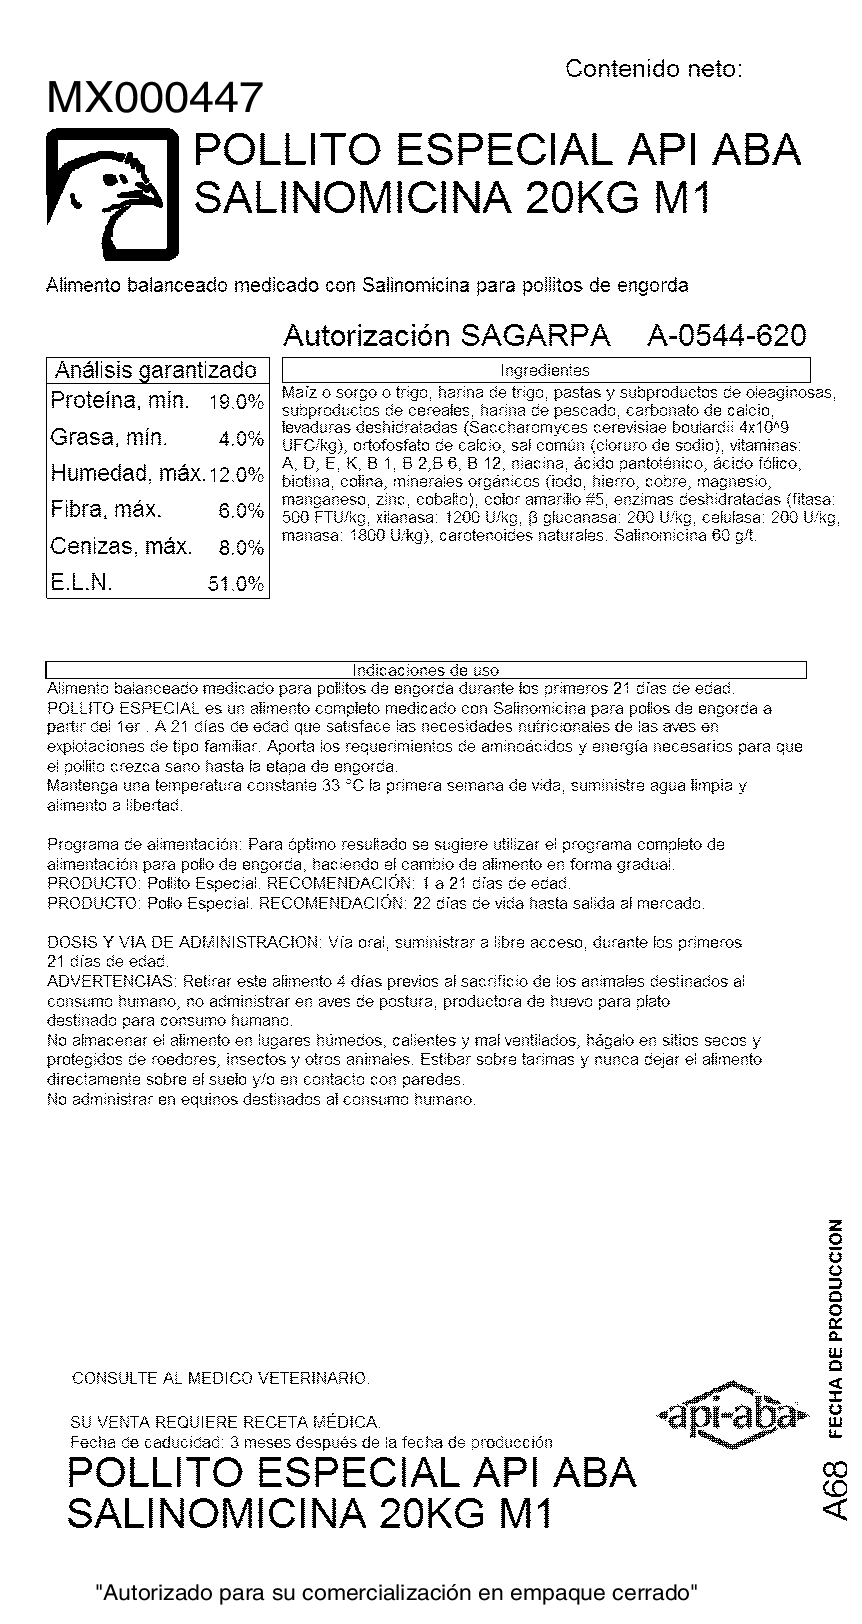 Contenido neto:
MX000447
POLLITO ESPECIAL API ABA
SALINOMICINA 20KG M1
Alimento balanceado medicado con Salinomicina para pollitos de engorda
Autorización SAGARPA A-0544-620
Análisis garantizado
Proteína, mín. 19.0%
Grasa, mín. 4.0%
Humedad, máx. 12.0%
Fibra, máx. 6.0%
Cenizas, máx. 8.0%
E.L.N. 51.0%
Ingredientes
Maíz o sorgo o trigo, harina de trigo, pastas y subproductos de oleaginosas,
subproductos de cereales, harina de pescado, carbonato de calcio,
levaduras deshidratadas (Saccharomyces cerevisiae boulardii 4x10^9
UFC/kg), ortofosfato de calcio, sal común (cloruro de sodio), vitaminas:
A, D, E, K, B 1, B 2,B 6, B 12, niacina, ácido pantoténico, ácido fólico,
biotina, colina, minerales orgánicos (iodo, hierro, cobre, magnesio,
manganeso, zinc, cobalto), color amarillo #5, enzimas deshidratadas (fitasa:
500 FTU/kg, xilanasa: 1200 U/kg, β glucanasa: 200 U/kg, celulasa: 200 U/kg,
manasa: 1800 U/kg), carotenoides naturales. Salinomicina 60 g/t.
Indicaciones de uso
Alimento balanceado medicado para pollitos de engorda durante los primeros 21 días de edad.
POLLITO ESPECIAL es un alimento completo medicado con Salinomicina para pollos de engorda a
partir del 1er . A 21 días de edad que satisface las necesidades nutricionales de las aves en
explotaciones de tipo familiar. Aporta los requerimientos de aminoácidos y energía necesarios para que
el pollito crezca sano hasta la etapa de engorda.
Mantenga una temperatura constante 33 °C la primera semana de vida, suministre agua limpia y
alimento a libertad.
Programa de alimentación: Para óptimo resultado se sugiere utilizar el programa completo de
alimentación para pollo de engorda, haciendo el cambio de alimento en forma gradual.
PRODUCTO: Pollito Especial. RECOMENDACIÓN: 1 a 21 días de edad.
PRODUCTO: Pollo Especial. RECOMENDACIÓN: 22 días de vida hasta salida al mercado.
DOSIS Y VIA DE ADMINISTRACION: Vía oral, suministrar a libre acceso, durante los primeros
21 días de edad.
ADVERTENCIAS: Retirar este alimento 4 días previos al sacrificio de los animales destinados al
consumo humano, no administrar en aves de postura, productora de huevo para plato
destinado para consumo humano.
No almacenar el alimento en lugares húmedos, calientes y mal ventilados, hágalo en sitios secos y
protegidos de roedores, insectos y otros animales. Estibar sobre tarimas y nunca dejar el alimento
directamente sobre el suelo y/o en contacto con paredes.
No administrar en equinos destinados al consumo humano.
FECHA DE PRODUCCION
A68
CONSULTE AL MEDICO VETERINARIO.
api-aba
SU VENTA REQUIERE RECETA MÉDICA.
Fecha de caducidad: 3 meses después de la fecha de producción
POLLITO ESPECIAL API ABA
SALINOMICINA 20KG M1
"Autorizado para su comercialización en empaque cerrado"